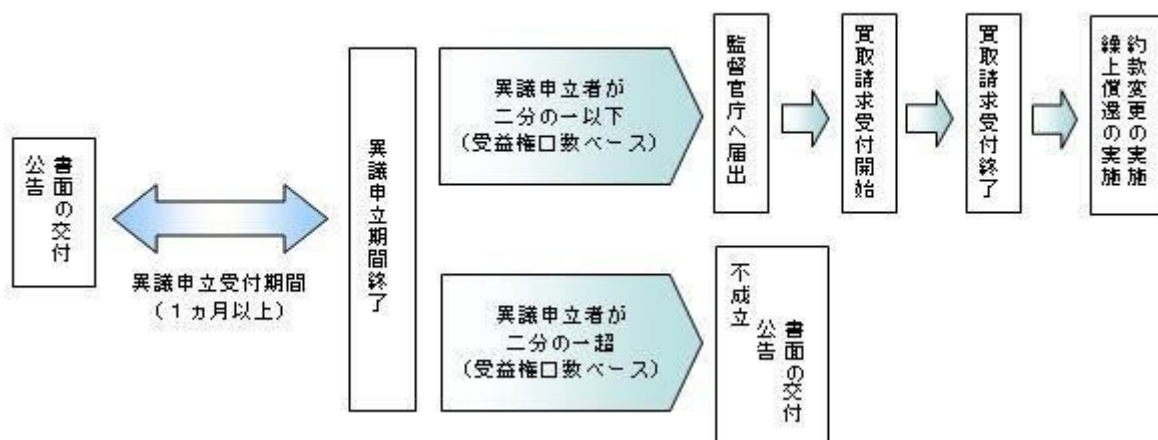 書面の交付
公告
異議申立受付期間
（１ヵ月以上）
異議申立期間終了
異議申立者が
二分の一以下
（受益権口数ベース）
監督官庁へ届出
買取請求受付開始
買取請求受付終了
約款変更の実施
繰上償還の実施
異議申立者が
二分の一超
（受益権口数ベース）
不成立
書面の交付
公告